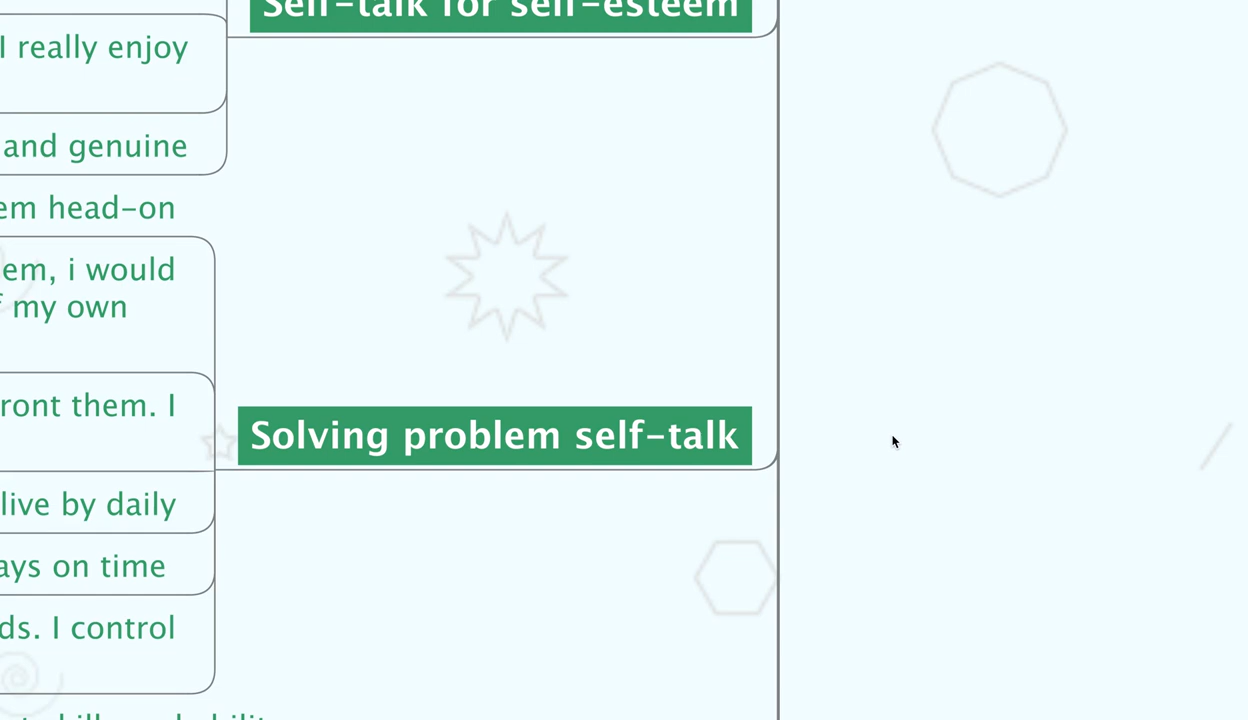 Self-talk for self-esteem
I really enjoy
and genuine
em head-on
em, i would
my own
ront them. I
Solving problem self-talk
live by daily
ays on time
ds. I control